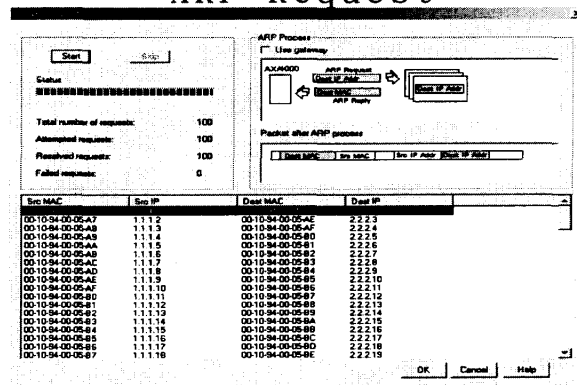 ARP Request
ARP Process
Use gateway
Start
Stop
AXA4000
ARP Request
Dest IP Addr
Dest IP Addr
Dest MAC
ARP Reply
Status
Total number of requests: 100
Attempted requests: 100
Resolved requests: 100
Failed requests: 0
Packet after ARP process
Dest MAC Src MAC Src IP Addr Dest IP Addr
Src MAC Src IP Dest MAC Dest IP
00-10-94-00-05-A7 1.1.1.2 00-10-94-00-05-AE 2.2.2.3
00-10-94-00-05-A8 1.1.1.3 00-10-94-00-05-AF 2.2.2.4
00-10-94-00-05-A9 1.1.1.4 00-10-94-00-05-B0 2.2.2.5
00-10-94-00-05-AA 1.1.1.5 00-10-94-00-05-B1 2.2.2.6
00-10-94-00-05-AB 1.1.1.6 00-10-94-00-05-B2 2.2.2.7
00-10-94-00-05-AC 1.1.1.7 00-10-94-00-05-B3 2.2.2.8
00-10-94-00-05-AD 1.1.1.8 00-10-94-00-05-B4 2.2.2.9
00-10-94-00-05-AE 1.1.1.9 00-10-94-00-05-B5 2.2.2.10
00-10-94-00-05-AF 1.1.1.10 00-10-94-00-05-B6 2.2.2.11
00-10-94-00-05-B0 1.1.1.11 00-10-94-00-05-B7 2.2.2.12
00-10-94-00-05-B1 1.1.1.12 00-10-94-00-05-B8 2.2.2.13
00-10-94-00-05-B2 1.1.1.13 00-10-94-00-05-B9 2.2.2.14
00-10-94-00-05-B3 1.1.1.14 00-10-94-00-05-BA 2.2.2.15
00-10-94-00-05-B4 1.1.1.15 00-10-94-00-05-BB 2.2.2.16
00-10-94-00-05-B5 1.1.1.16 00-10-94-00-05-BC 2.2.2.17
00-10-94-00-05-B6 1.1.1.17 00-10-94-00-05-BD 2.2.2.18
00-10-94-00-05-B7 1.1.1.18 00-10-94-00-05-BE 2.2.2.19
OK Cancel Help